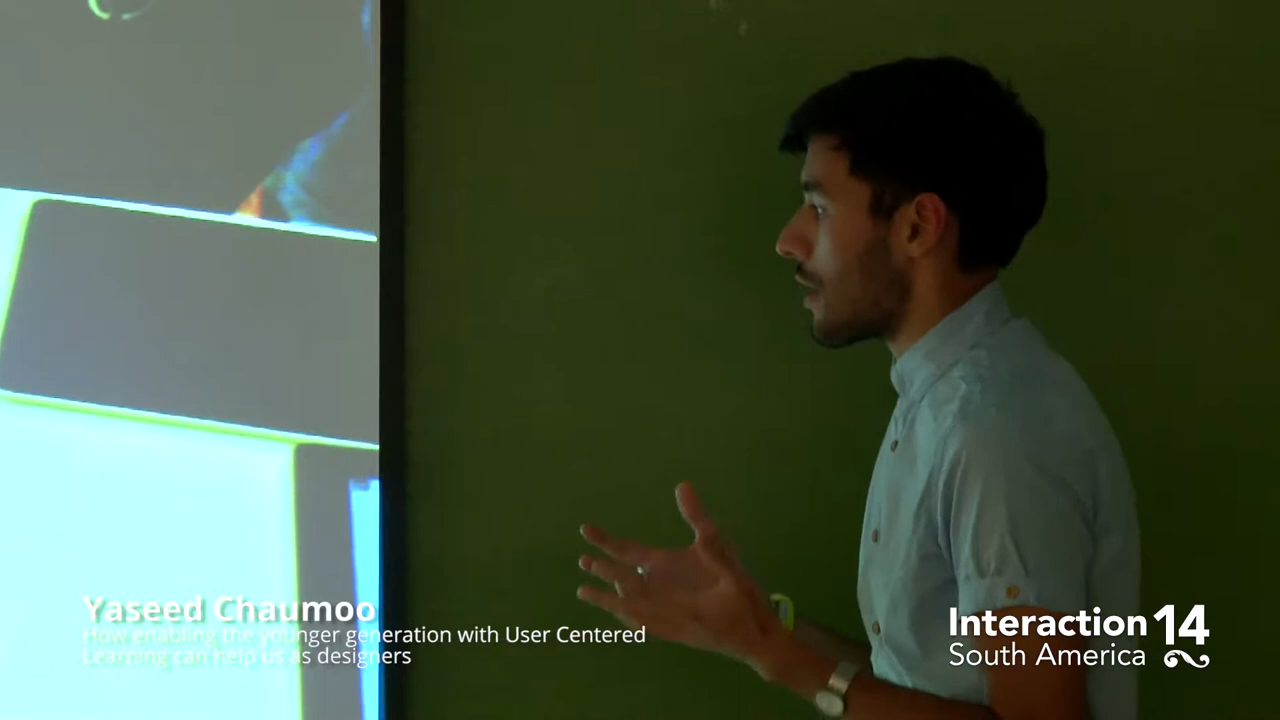 Yaseed Chaumoo
How enabling the younger generation with User Centered
Learning can help us as designers
Interaction 14
South America